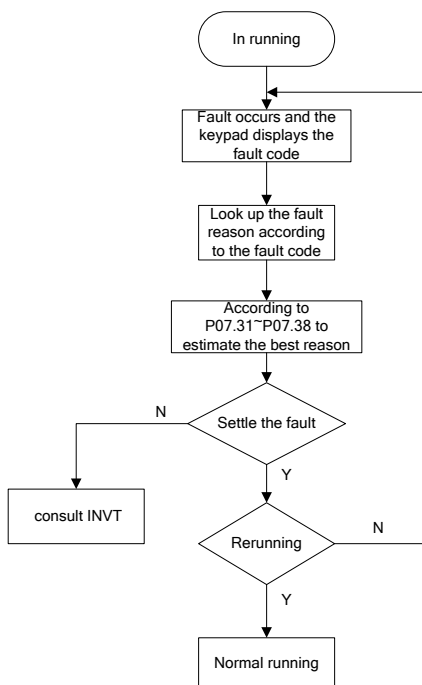 In running
Fault occurs and the
keypad displays the
fault code
Look up the fault
reason according
to the fault code
According to
P07.31~P07.38 to
estimate the best reason
N
Settle the fault
Y
consult INVT
Rerunning
N
Y
Normal running